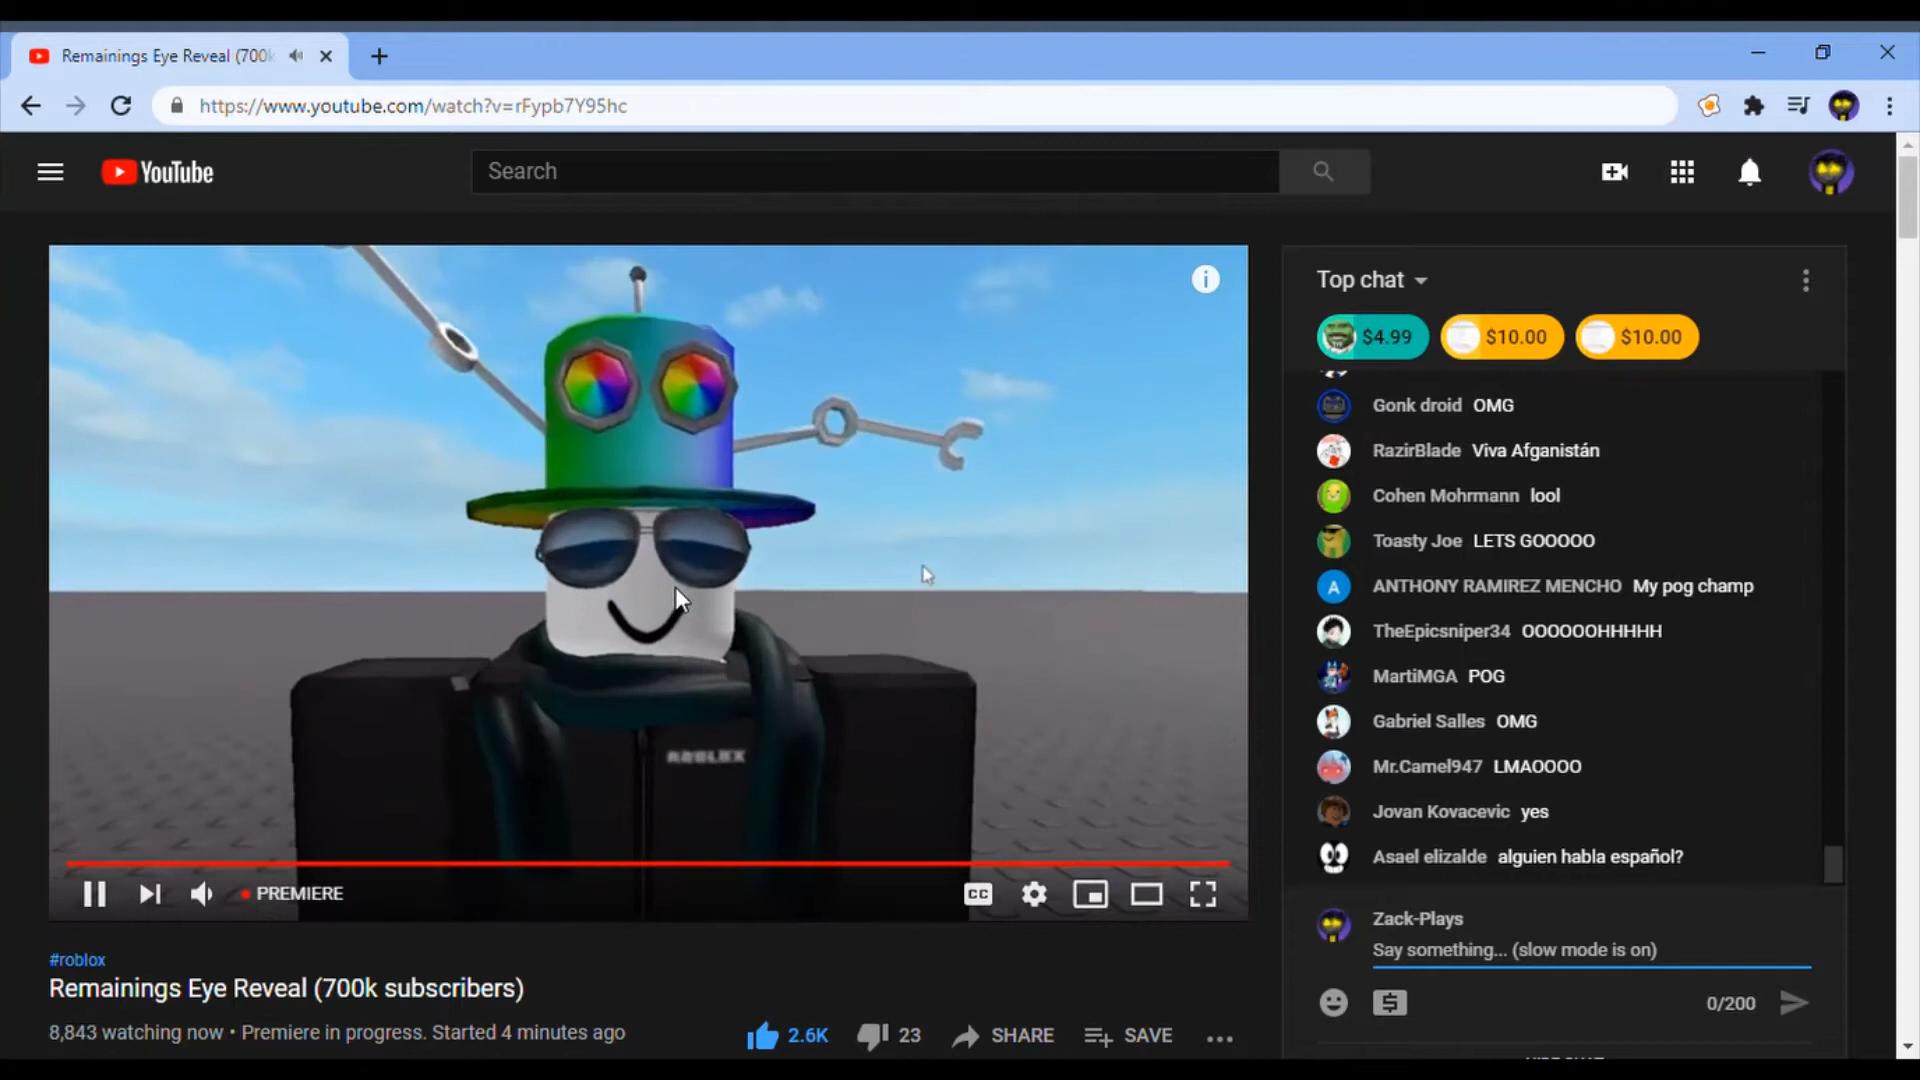 Remainings Eye Reveal (700k
https://www.youtube.com/watch?v=rFypb7Y95hc
YouTube
Search
Top chat
$4.99 $10.00 $10.00
Gonk droid OMG
RazirBlade Viva Afganistán
Cohen Mohrmann lool
Toasty Joe LETS GOOOOO
A ANTHONY RAMIREZ MENCHO My pog champ
TheEpicsniper34 OOOOOOHHHHH
MartiMGA POG
Gabriel Salles OMG
Mr.Camel947 LMAOOOO
Jovan Kovacevic yes
Asael elizalde alguien habla español?
Zack-Plays
Say something... (slow mode is on)
0/200
ROBLOX
PREMIERE
CC
#roblox
Remainings Eye Reveal (700k subscribers)
8,843 watching now • Premiere in progress. Started 4 minutes ago
2.6K 23 SHARE SAVE